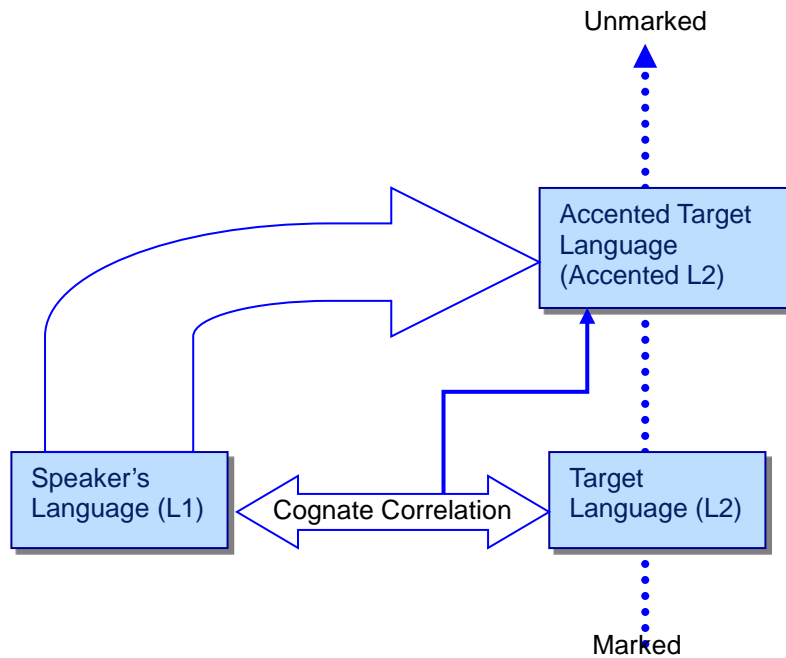 Unmarked
Accented Target
Language
(Accented L2)
Speaker's
Language (L1)
Cognate Correlation
Target
Language (L2)
Marked